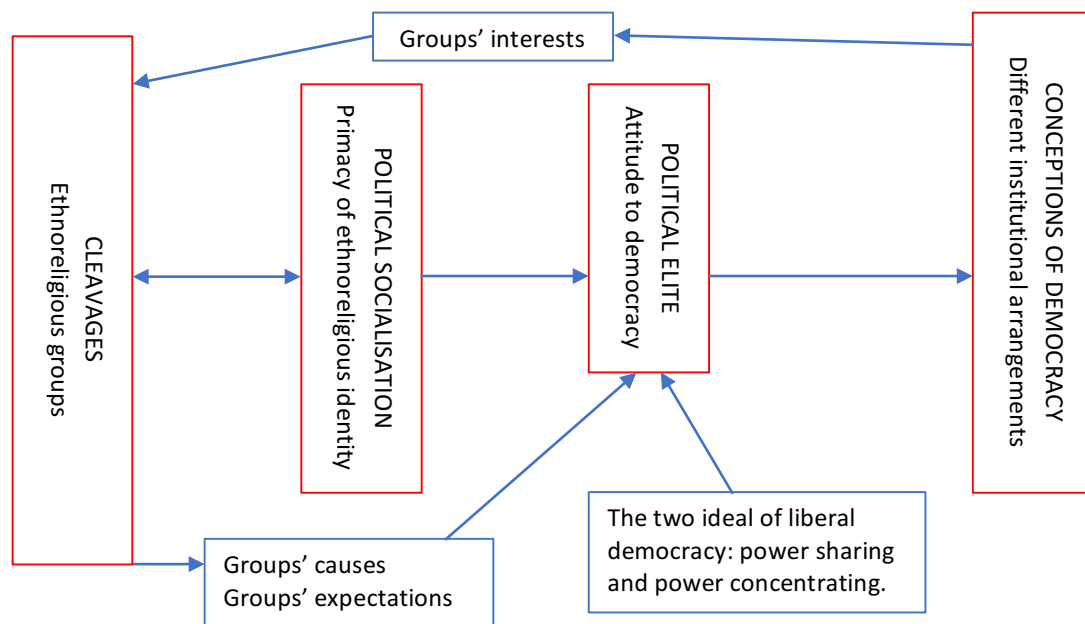 Groups’ interests
CLEAVAGES
Ethnoreligious groups
POLITICAL SOCIALISATION
Primacy of ethnoreligious identity
POLITICAL ELITE
Attitude to democracy
CONCEPTIONS OF DEMOCRACY
Different institutional arrangements
Groups’ causes
Groups’ expectations
The two ideal of liberal
democracy: power sharing
and power concentrating.